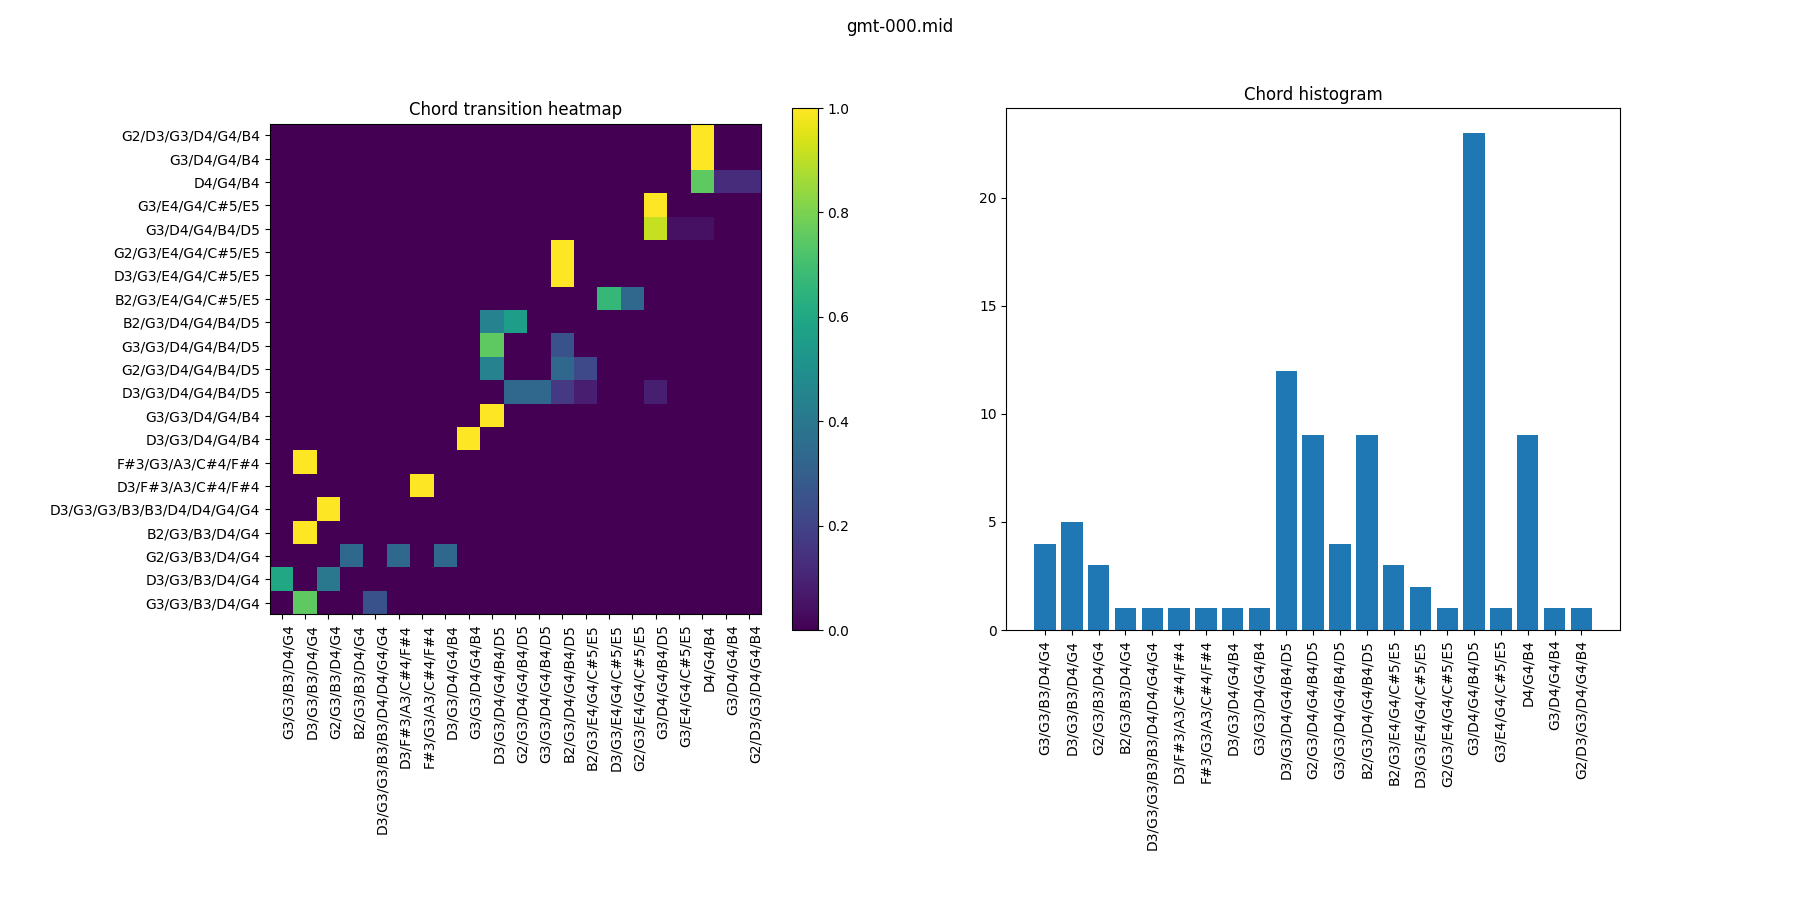 gmt-000.mid
Chord transition heatmap
G2/D3/G3/D4/G4/B4
G3/D4/G4/B4
D4/G4/B4
G3/E4/G4/C#5/E5
G3/D4/G4/B4/D5
G2/G3/E4/G4/C#5/E5
D3/G3/E4/G4/C#5/E5
B2/G3/E4/G4/C#5/E5
B2/G3/D4/G4/B4/D5
G3/G3/D4/G4/B4/D5
G2/G3/D4/G4/B4/D5
D3/G3/D4/G4/B4/D5
G3/G3/D4/G4/B4
D3/G3/D4/G4/B4
F#3/G3/A3/C#4/F#4
D3/F#3/A3/C#4/F#4
D3/G3/G3/B3/B3/D4/D4/G4/G4
B2/G3/B3/D4/G4
G2/G3/B3/D4/G4
D3/G3/B3/D4/G4
G3/G3/B3/D4/G4
G3/G3/B3/D4/G4
D3/G3/B3/D4/G4
G2/G3/B3/D4/G4
B2/G3/B3/D4/G4
D3/G3/G3/B3/B3/D4/D4/G4/G4
D3/F#3/A3/C#4/F#4
F#3/G3/A3/C#4/F#4
D3/G3/D4/G4/B4
G3/G3/D4/G4/B4
D3/G3/D4/G4/B4/D5
G2/G3/D4/G4/B4/D5
G3/G3/D4/G4/B4/D5
B2/G3/D4/G4/B4/D5
B2/G3/E4/G4/C#5/E5
D3/G3/E4/G4/C#5/E5
G2/G3/E4/G4/C#5/E5
G3/D4/G4/B4/D5
G3/E4/G4/C#5/E5
D4/G4/B4
G3/D4/G4/B4
G2/D3/G3/D4/G4/B4
1.0
0.8
0.6
0.4
0.2
0.0
Chord histogram
20
15
10
5
0
G3/G3/B3/D4/G4
D3/G3/B3/D4/G4
G2/G3/B3/D4/G4
B2/G3/B3/D4/G4
D3/G3/G3/B3/B3/D4/D4/G4/G4
D3/F#3/A3/C#4/F#4
F#3/G3/A3/C#4/F#4
D3/G3/D4/G4/B4
G3/G3/D4/G4/B4
D3/G3/D4/G4/B4/D5
G2/G3/D4/G4/B4/D5
G3/G3/D4/G4/B4/D5
B2/G3/D4/G4/B4/D5
B2/G3/E4/G4/C#5/E5
D3/G3/E4/G4/C#5/E5
G2/G3/E4/G4/C#5/E5
G3/D4/G4/B4/D5
G3/E4/G4/C#5/E5
D4/G4/B4
G3/D4/G4/B4
G2/D3/G3/D4/G4/B4